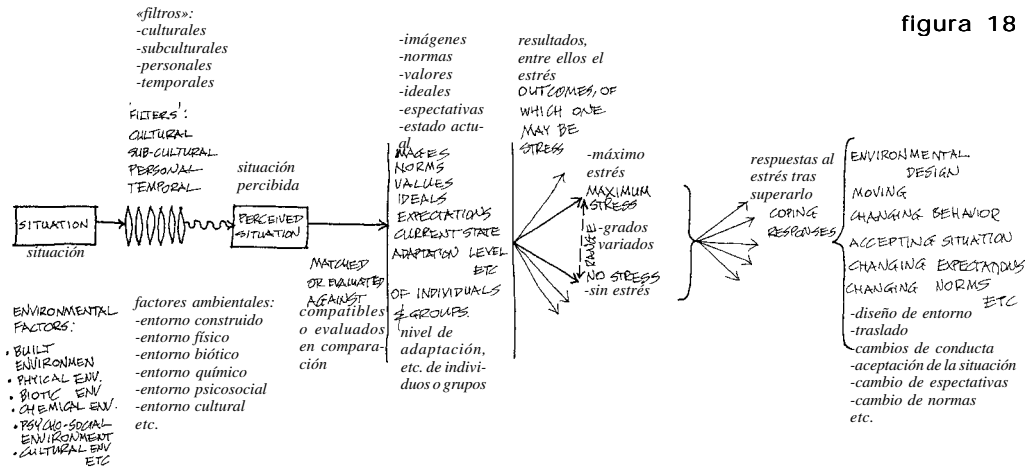 figura 18
«filtros»:
-culturales
-subculturales
-personales
-temporales
'FILTERS':
CULTURAL
SUB-CULTURAL
PERSONAL
TEMPORAL
SITUATION
situación
situación
percibida
PERCEIVED
SITUATION
ENVIRONMENTAL
FACTORS:
• BUILT
ENVIRONMEN
• PHYICAL ENV.
• BIOTIC ENV
• CHEMICAL ENV.
• PSYCHO-SOCIAL
ENVIRONMENT
• CULTURAL ENV
ETC
factores ambientales:
-entorno construido
-entorno físico
-entorno biótico
-entorno químico
-entorno psicosocial
-entorno cultural
etc.
MATCHED
OR EVALUATED
AGAINST
compatibles
o evaluados
en compara-
ción
-imágenes
-normas
-valores
-ideales
-espectativas
-estado actu-
al
IMAGES
NORMS
VALUES
IDEALS
EXPECTATIONS
CURRENT STATE
ADAPTATION LEVEL
ETC
OF INDIVIDUALS
& GROUPS.
nivel de
adaptación,
etc. de indivi-
duos o grupos
resultados,
entre ellos el
estrés
OUTCOMES, OF
WHICH ONE
MAY BE
STRESS
-máximo
estrés
MAXIMUM
STRESS
RANGE
-grados
variados
NO STRESS
-sin estrés
respuestas al
estrés tras
superarlo
COPING
RESPONSES
ENVIRONMENTAL
DESIGN
MOVING
CHANGING BEHAVIOR
ACCEPTING SITUATION
CHANGING EXPECTATIONS
CHANGING NORMS
ETC
-diseño de entorno
-traslado
-cambios de conducta
-aceptación de la situación
-cambio de espectativas
-cambio de normas
etc.